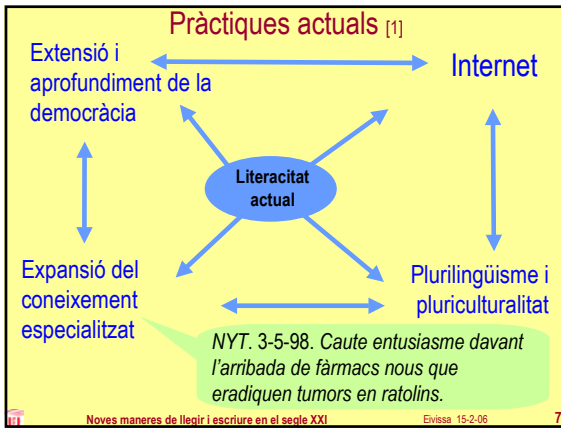 Pràctiques actuals [1]
Extensió i
aprofundiment de la
democràcia
Internet
Literacitat
actual
Expansió del
coneixement
especialitzat
Plurilingüisme i
pluriculturalitat
NYT. 3-5-98. Caute entusiasme davant
l'arribada de fàrmacs nous que
eradiquen tumors en ratolins.
Noves maneres de llegir i escriure en el segle XXI Eivissa 15-2-06 7